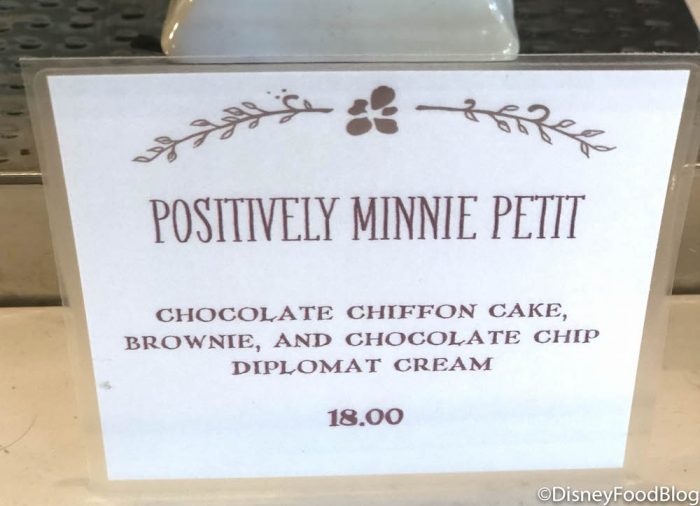 POSITIVELY MINNIE PETIT
CHOCOLATE CHIFFON CAKE,
BROWNIE, AND CHOCOLATE CHIP
DIPLOMAT CREAM
18.00
©DisneyFoodBlog